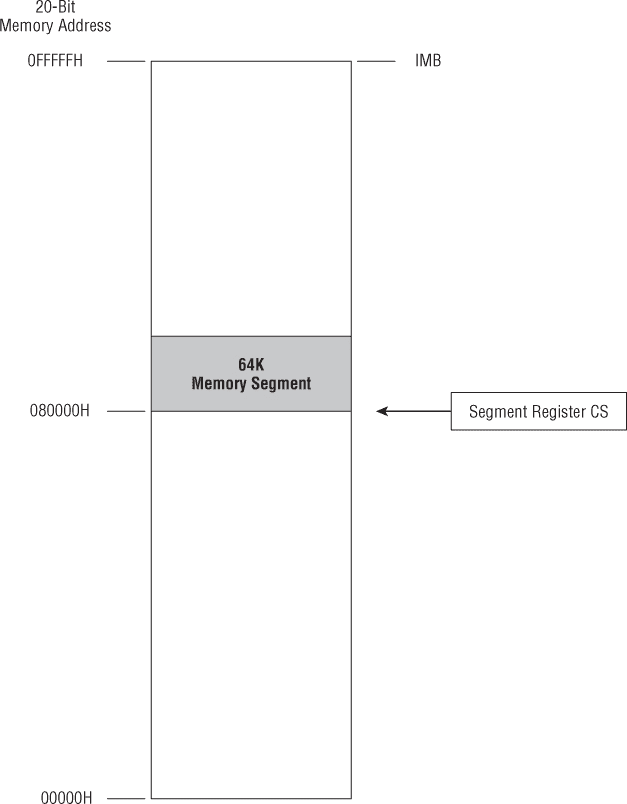 20-Bit
Memory Address
0FFFFFH
IMB
64K
Memory Segment
080000H
Segment Register CS
00000H